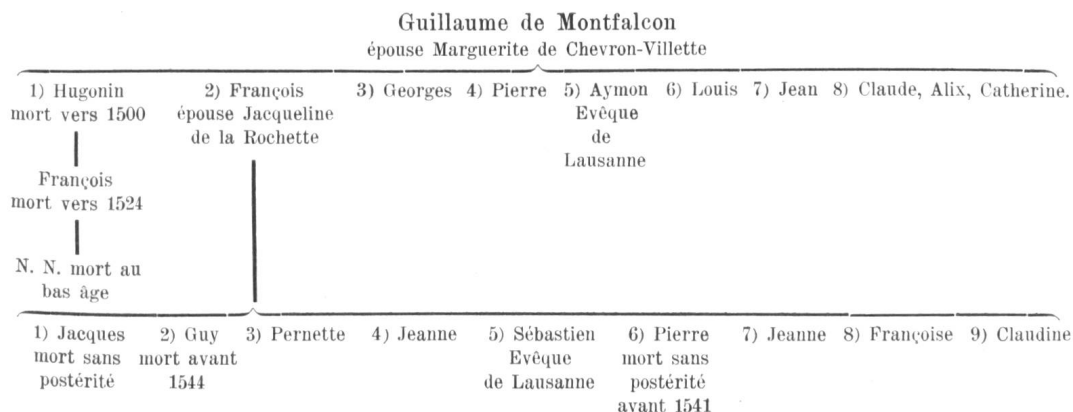 Guillaume de Montfalcon
épouse Marguerite de Chevron-Villette
1) Hugonin
mort vers 1500
François
mort vers 1524
N. N. mort au
bas âge
2) François
épouse Jacqueline
de la Rochette
3) Georges
4) Pierre
5) Aymon
Evêque
de
Lausanne
6) Louis
7) Jean
8) Claude, Alix, Catherine.
1) Jacques
mort sans
postérité
2) Guy
mort avant
1544
3) Pernette
4) Jeanne
5) Sébastien
Evêque
de Lausanne
6) Pierre
mort sans
postérité
avant 1541
7) Jeanne
8) Françoise
9) Claudine